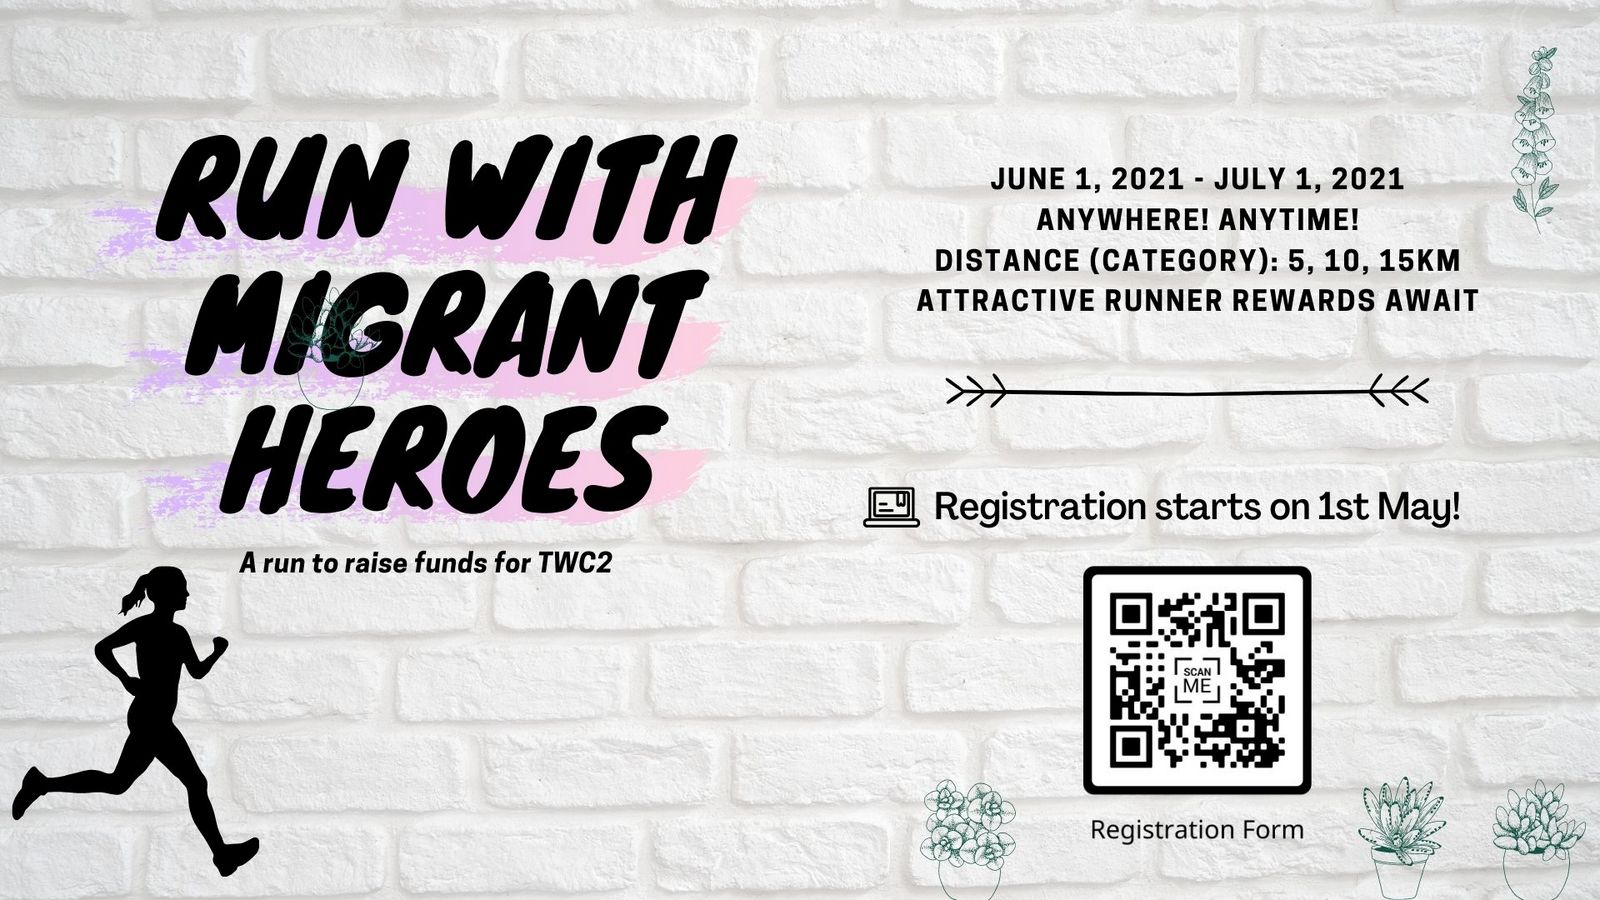 RUN WITH
MIGRANT
HEROES
A run to raise funds for TWC2
JUNE 1, 2021 - JULY 1, 2021
ANYWHERE! ANYTIME!
DISTANCE (CATEGORY): 5, 10, 15KM
ATTRACTIVE RUNNER REWARDS AWAIT
Registration starts on 1st May!
SCAN
ME
Registration Form